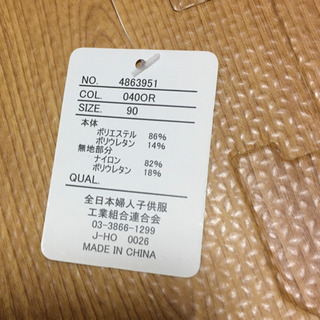 NO. 4863951
COL. 040OR
SIZE. 90
本体
ポリエステル 86%
ポリウレタン 14%
無地部分
ナイロン 82%
ポリウレタン 18%
QUAL.
全日本婦人子供服
工業組合連合会
03-3866-1299
J-HO 0026
MADE IN CHINA